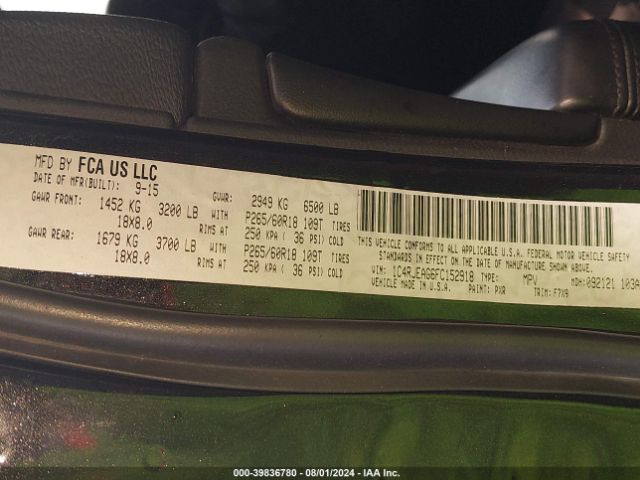 MFD BY FCA US LLC
DATE OF MFR(BUILT): 9-15 GVWR: 2949 KG 6500 LB
GAWR FRONT: 1452 KG 3200 LB WITH P265/60R18 109T TIRES
18X8.0 RIMS AT 250 KPA ( 36 PSI) COLD
GAWR REAR: 1679 KG 3700 LB WITH P265/60R18 109T TIRES
18X8.0 RIMS AT 250 KPA ( 36 PSI) COLD
THIS VEHICLE CONFORMS TO ALL APPLICABLE U.S.A. FEDERAL MOTOR VEHICLE SAFETY
STANDARDS IN EFFECT ON THE DATE OF MANUFACTURE SHOWN ABOVE.
VIN: 1C4RJEAG6FC152918 TYPE: MPV MDH:092121 103A
VEHICLE MADE IN U.S.A. PAINT: PXR TRIM: F7X9
000-39836780 - 08/01/2024 - IAA Inc.